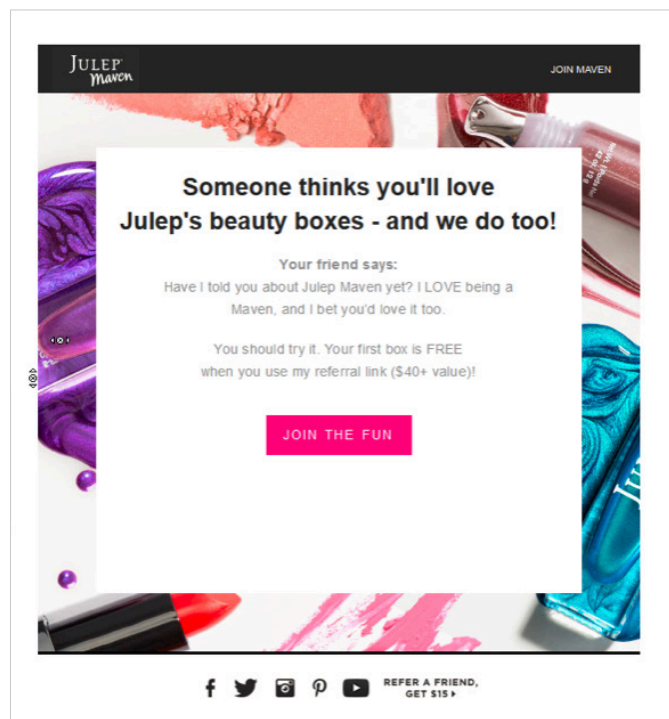 JULEP
Maven
JOIN MAVEN
Someone thinks you'll love
Julep's beauty boxes - and we do too!
Your friend says:
Have I told you about Julep Maven yet? I LOVE being a
Maven, and I bet you'd love it too.
You should try it. Your first box is FREE
when you use my referral link ($40+ value)!
JOIN THE FUN
REFER A FRIEND,
GET $15